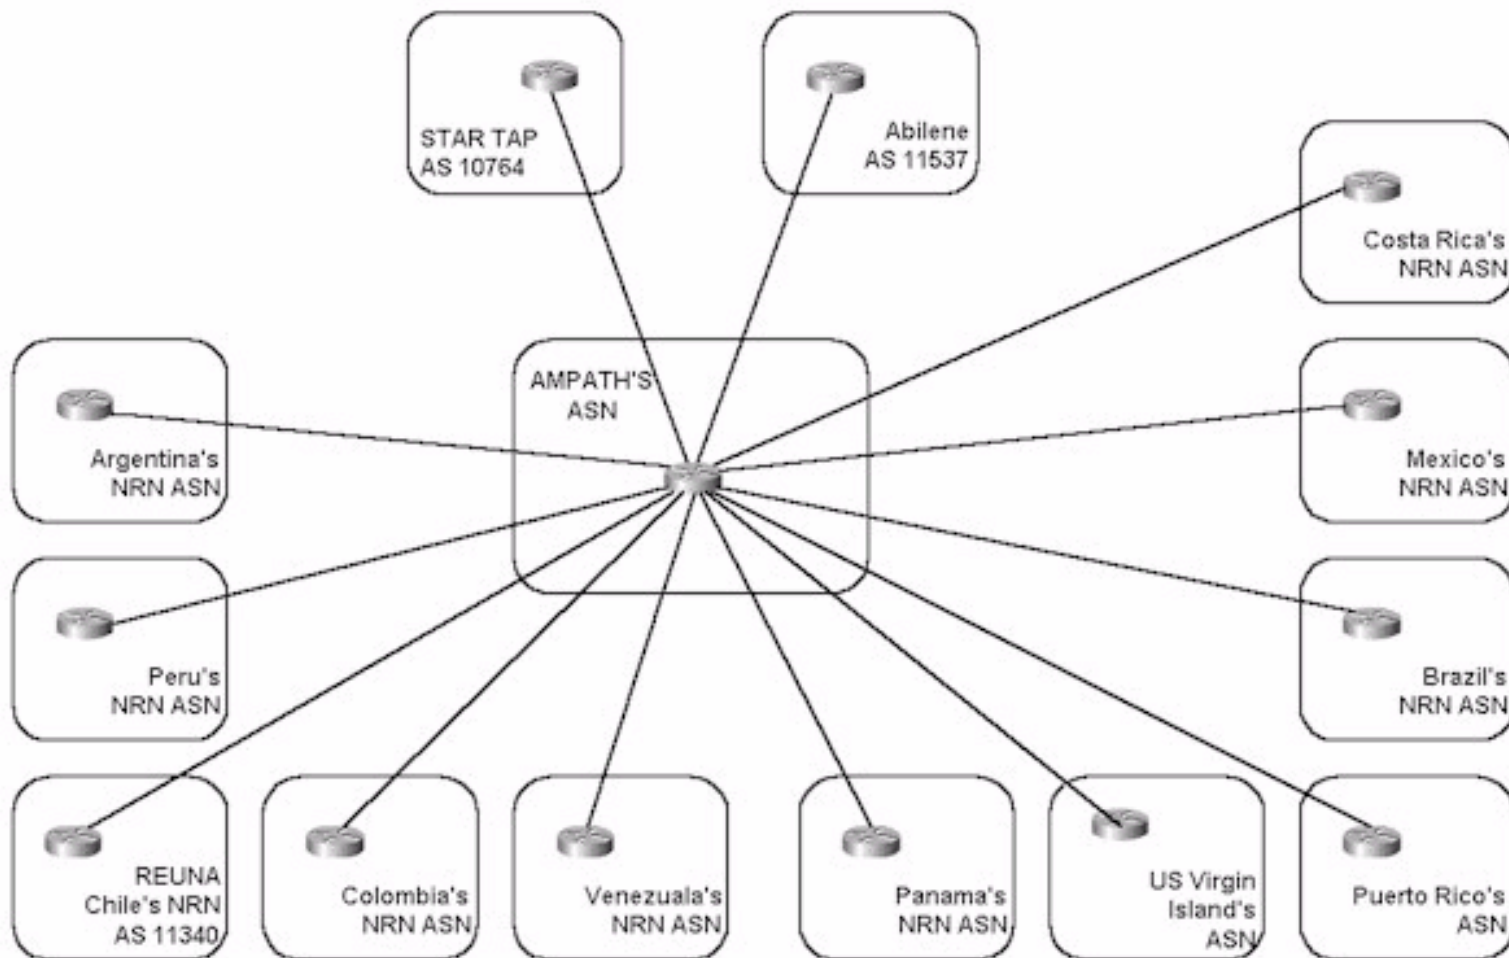 STAR TAP
AS 10764
Abilene
AS 11537
Costa Rica's
NRN ASN
AMPATH'S
ASN
Argentina's
NRN ASN
Mexico's
NRN ASN
Peru's
NRN ASN
Brazil's
NRN ASN
REUNA
Chile's NRN
AS 11340
Colombia's
NRN ASN
Venezuala's
NRN ASN
Panama's
NRN ASN
US Virgin
Island's
ASN
Puerto Rico's
ASN